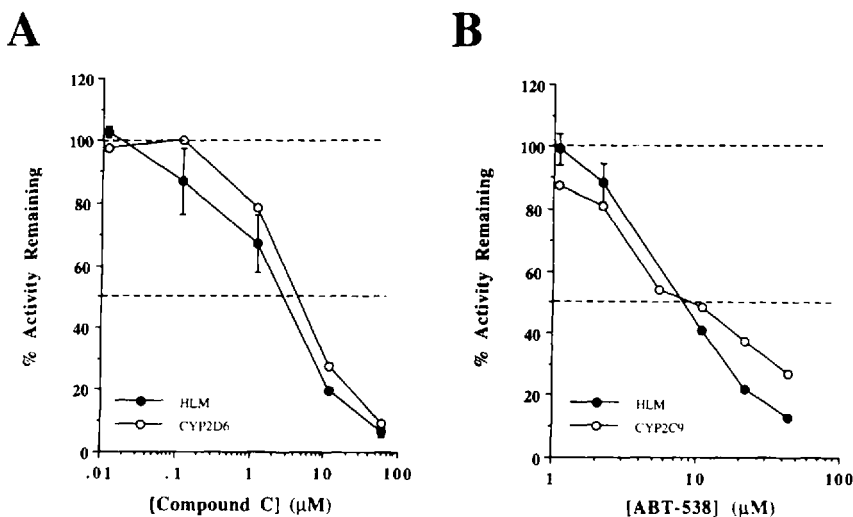 A
120
100
80
60
40
20
0
% Activity Remaining
HLM
CYP2D6
.01
.1
1
10
100
[Compound C] (μM)
B
120
100
80
60
40
20
0
% Activity Remaining
HLM
CYP2C9
1
10
100
[ABT-538] (μM)